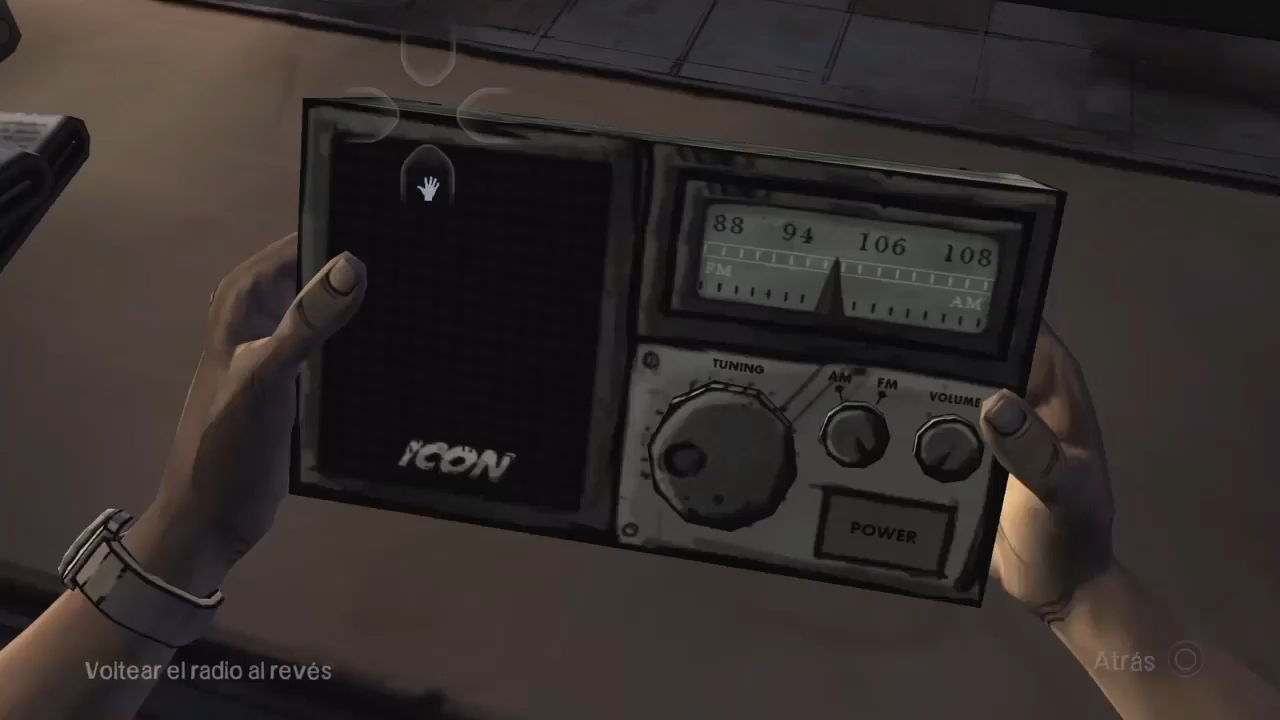 88 94 106 108
FM
AM
TUNING
AM FM
VOLUME
ICON
POWER
Voltear el radio al revés
Atrás